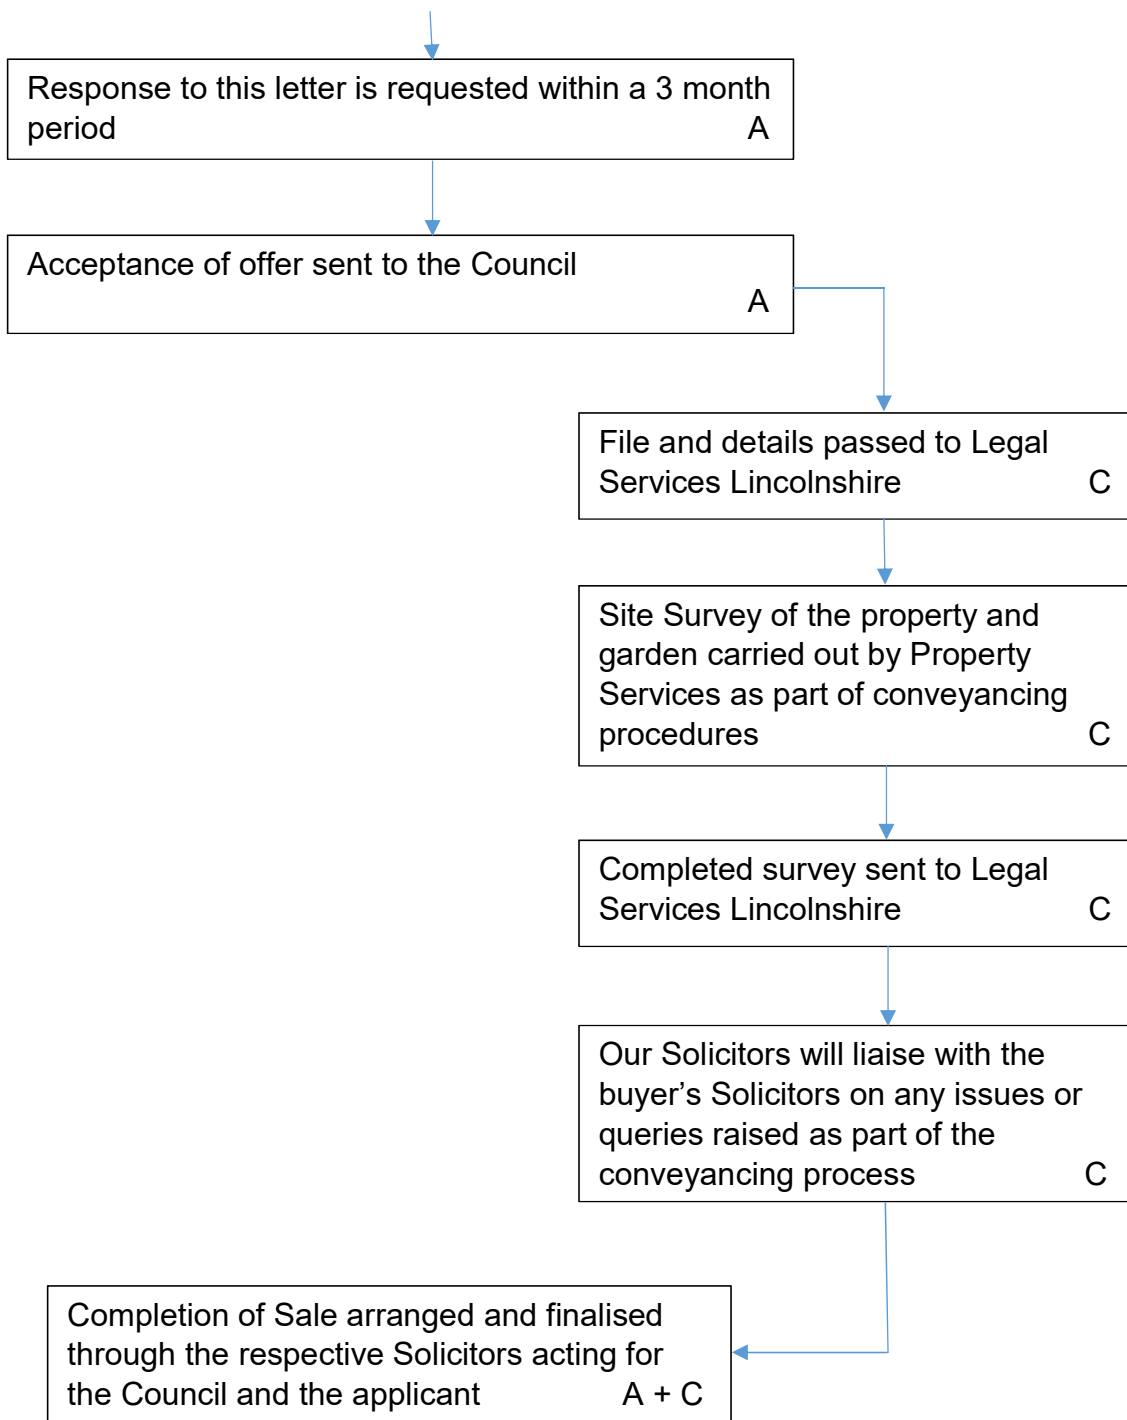 Response to this letter is requested within a 3 month
period A
Acceptance of offer sent to the Council
A
File and details passed to Legal
Services Lincolnshire C
Site Survey of the property and
garden carried out by Property
Services as part of conveyancing
procedures C
Completed survey sent to Legal
Services Lincolnshire C
Our Solicitors will liaise with the
buyer’s Solicitors on any issues or
queries raised as part of the
conveyancing process C
Completion of Sale arranged and finalised
through the respective Solicitors acting for
the Council and the applicant A + C